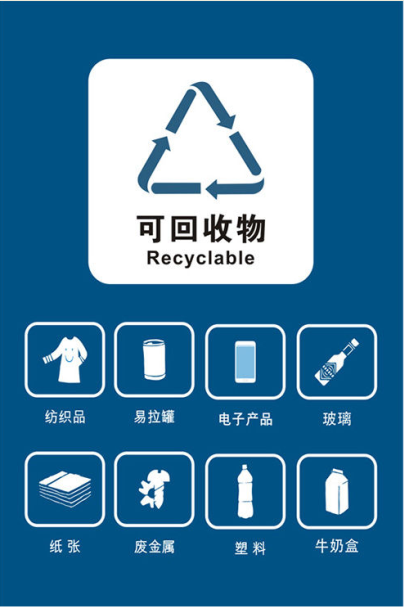 可回收物
Recyclable
纺织品 易拉罐 电子产品 玻璃
纸张 废金属 塑料 牛奶盒